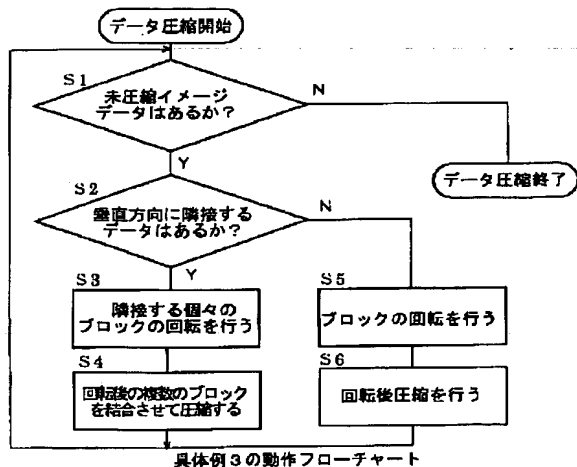 データ圧縮開始
S1
未圧縮イメージ
データはあるか?
N
Y
データ圧縮終了
S2
垂直方向に隣接する
データはあるか?
N
Y
S3
隣接する個々の
ブロックの回転を行う
S5
ブロックの回転を行う
S4
回転後の複数のブロック
を結合させて圧縮する
S6
回転後圧縮を行う
具体例3の動作フローチャート